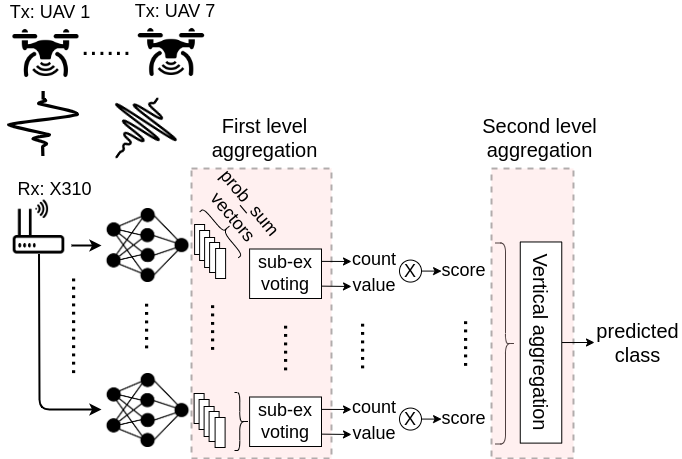 Tx: UAV 1
Tx: UAV 7
First level
aggregation
Second level
aggregation
Rx: X310
prob_sum
vectors
sub-ex
voting
count
value
X
score
Vertical aggregation
predicted
class
sub-ex
voting
count
value
X
score